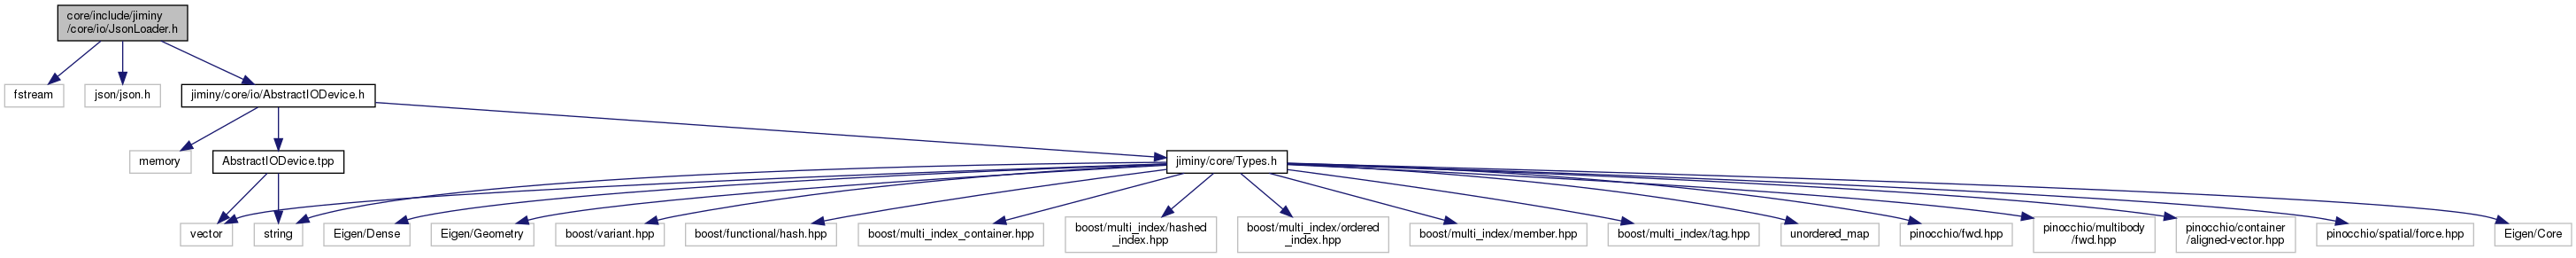 core/include/jiminy
/core/io/JsonLoader.h
fstream
json/json.h
jiminy/core/io/AbstractIODevice.h
memory
AbstractIODevice.tpp
jiminy/core/Types.h
vector
string
Eigen/Dense
Eigen/Geometry
boost/variant.hpp
boost/functional/hash.hpp
boost/multi_index_container.hpp
boost/multi_index/hashed
_index.hpp
boost/multi_index/ordered
_index.hpp
boost/multi_index/member.hpp
boost/multi_index/tag.hpp
unordered_map
pinocchio/fwd.hpp
pinocchio/multibody
/fwd.hpp
pinocchio/container
/aligned-vector.hpp
pinocchio/spatial/force.hpp
Eigen/Core